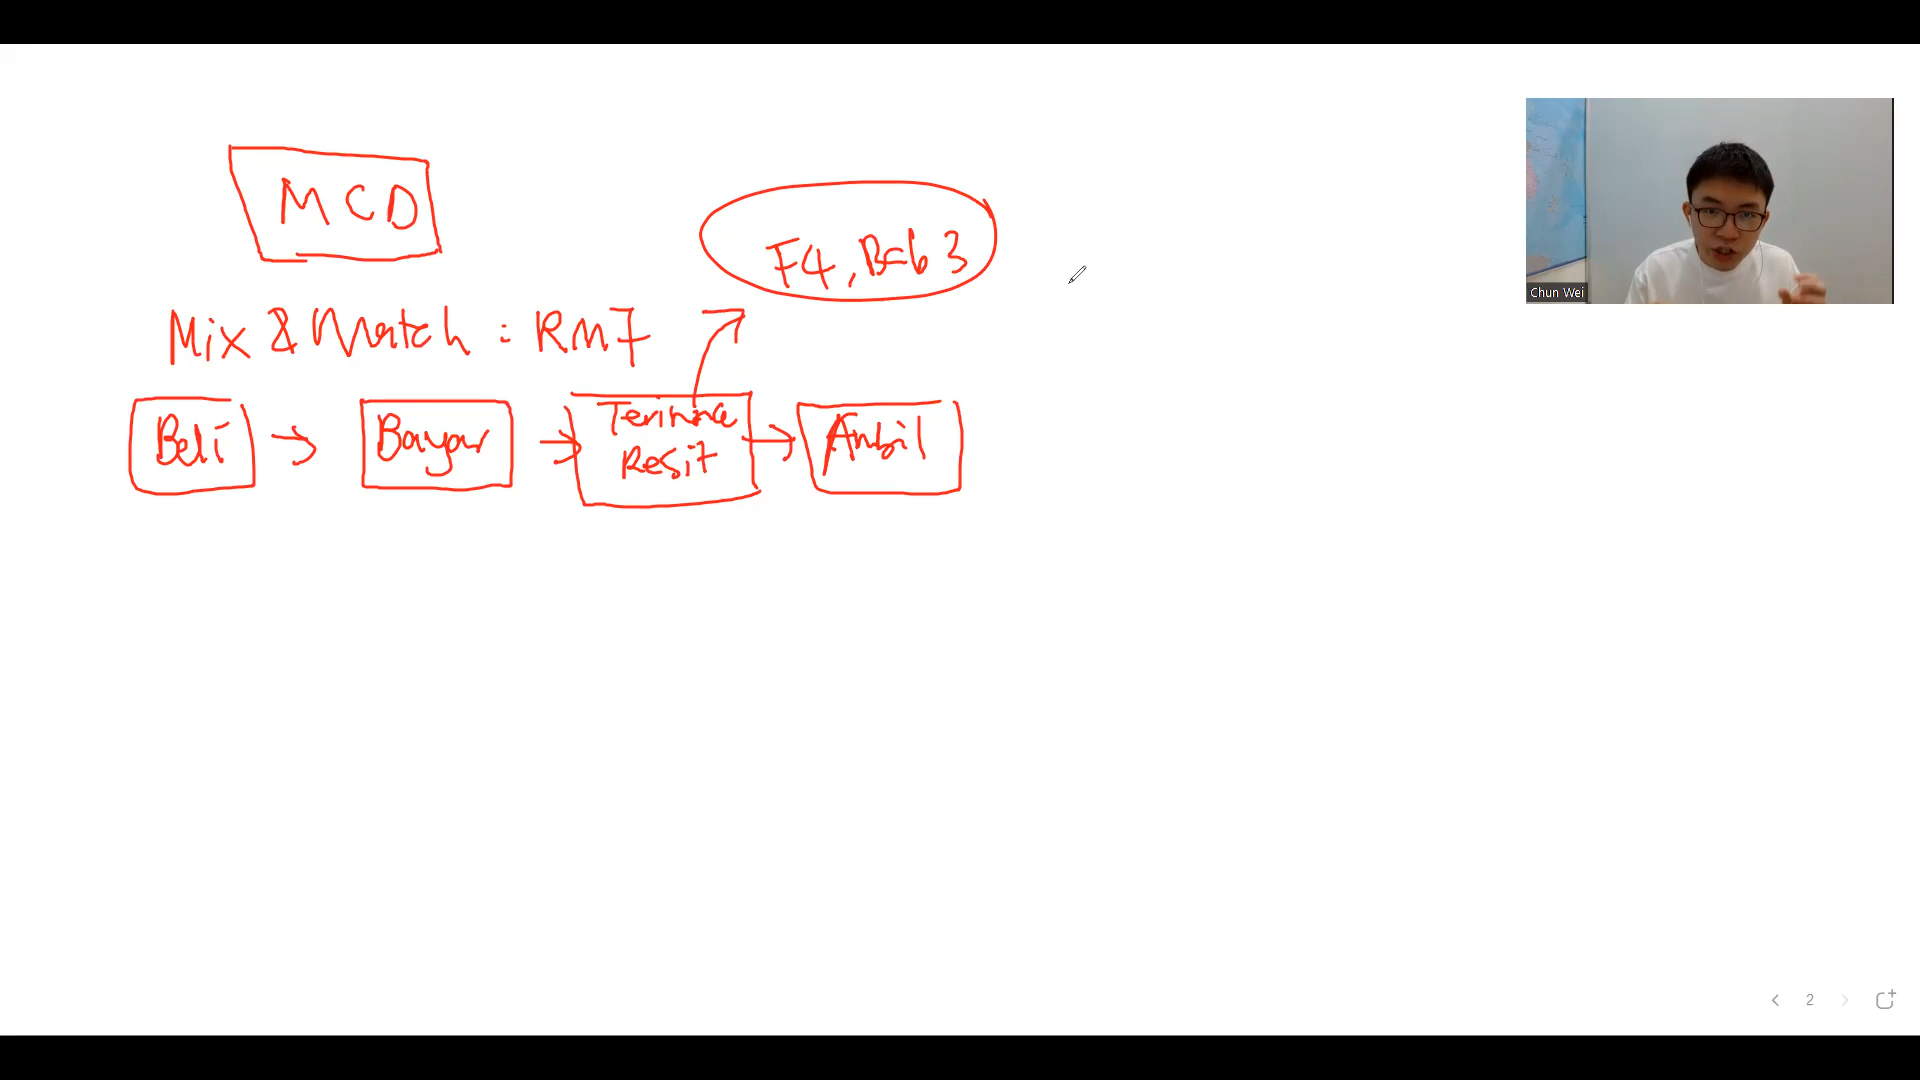 MCD
F4, Bab 3
Mix & Match : RM7
Beli → Bayar → Terima Resit → Ambil
Chun Wei
2